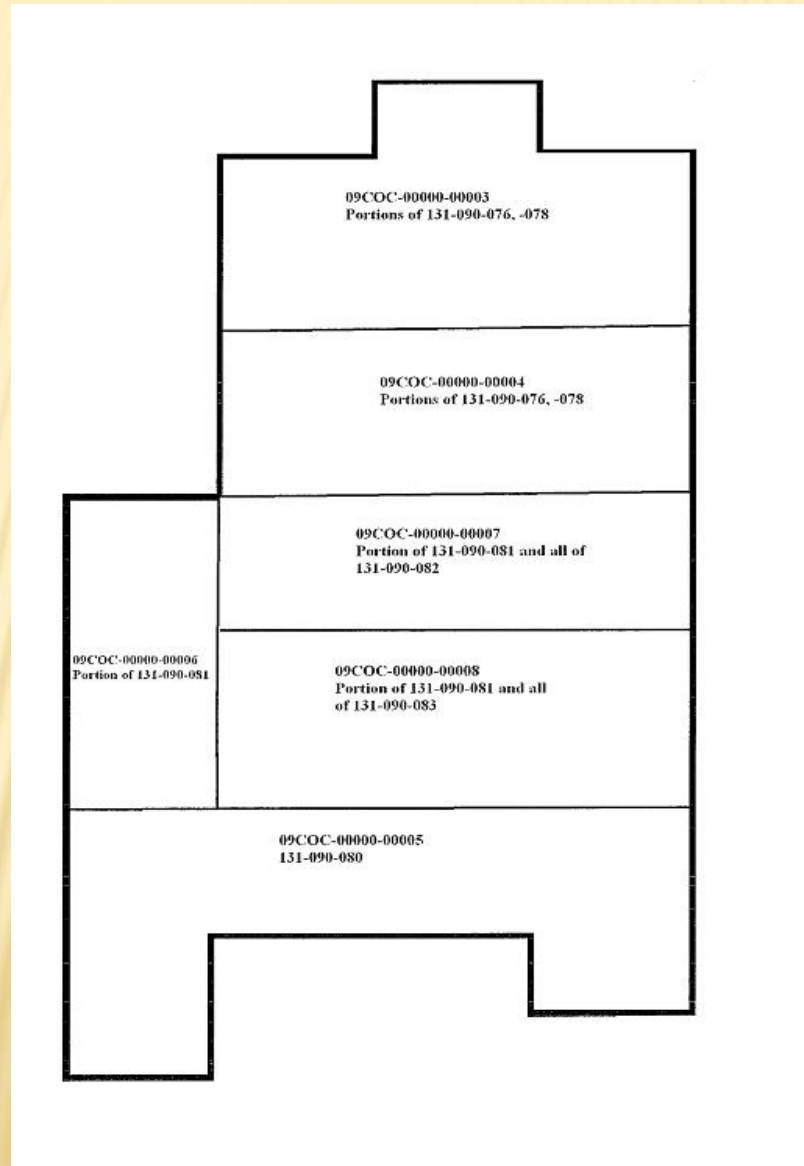 09COC-00000-00003
Portions of 131-090-076, -078
09COC-00000-00004
Portions of 131-090-076, -078
09COC-00000-00007
Portion of 131-090-081 and all of
131-090-082
09COC-00000-00006
Portion of 131-090-081
09COC-00000-00008
Portion of 131-090-081 and all
of 131-090-083
09COC-00000-00005
131-090-080